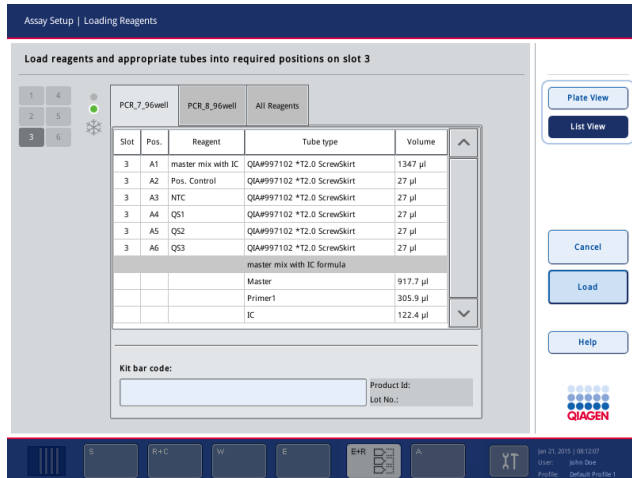 Assay Setup | Loading Reagents
Load reagents and appropriate tubes into required positions on slot 3
1 4
2 5
3 6
PCR_7_96well PCR_8_96well All Reagents
Slot Pos. Reagent Tube type Volume
3 A1 master mix with IC QIA#997102 *T2.0 ScrewSkirt 1347 µl
3 A2 Pos. Control QIA#997102 *T2.0 ScrewSkirt 27 µl
3 A3 NTC QIA#997102 *T2.0 ScrewSkirt 27 µl
3 A4 QS1 QIA#997102 *T2.0 ScrewSkirt 27 µl
3 A5 QS2 QIA#997102 *T2.0 ScrewSkirt 27 µl
3 A6 QS3 QIA#997102 *T2.0 ScrewSkirt 27 µl
master mix with IC formula
Master 917.7 µl
Primer1 305.9 µl
IC 122.4 µl
Kit bar code:
Product Id:
Lot No.:
Plate View
List View
Cancel
Load
Help
QIAGEN
S R+C W E E+R A
Jan 21, 2015 | 08:12:07
User: John Doe
Profile: Default Profile 1